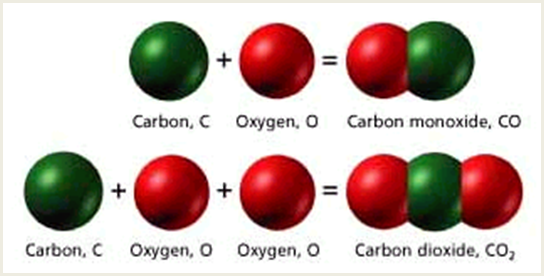 + =
Carbon, C Oxygen, O Carbon monoxide, CO
+ + =
Carbon, C Oxygen, O Oxygen, O Carbon dioxide, CO₂